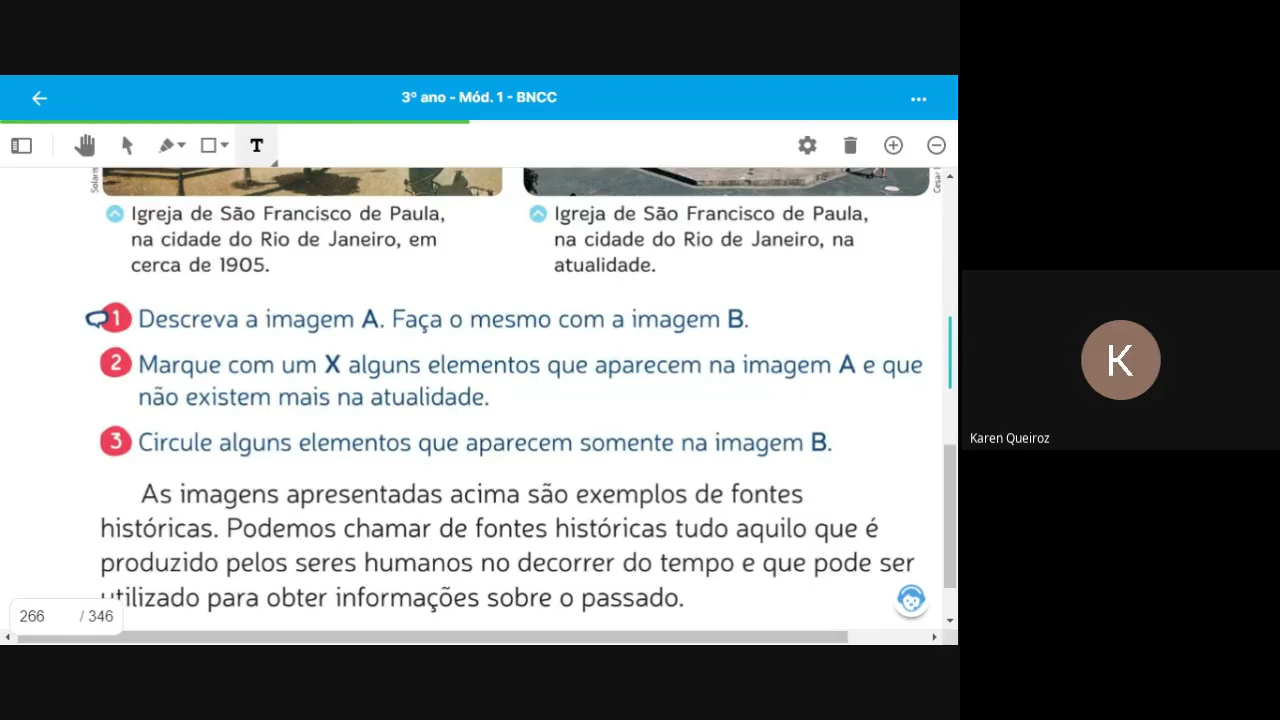 3º ano - Mód. 1 - BNCC
T
Solaris
Cesar
Igreja de São Francisco de Paula,
na cidade do Rio de Janeiro, em
cerca de 1905.
Igreja de São Francisco de Paula,
na cidade do Rio de Janeiro, na
atualidade.
1 Descreva a imagem A. Faça o mesmo com a imagem B.
2 Marque com um X alguns elementos que aparecem na imagem A e que
não existem mais na atualidade.
3 Circule alguns elementos que aparecem somente na imagem B.
As imagens apresentadas acima são exemplos de fontes
históricas. Podemos chamar de fontes históricas tudo aquilo que é
produzido pelos seres humanos no decorrer do tempo e que pode ser
utilizado para obter informações sobre o passado.
266 / 346
K
Karen Queiroz